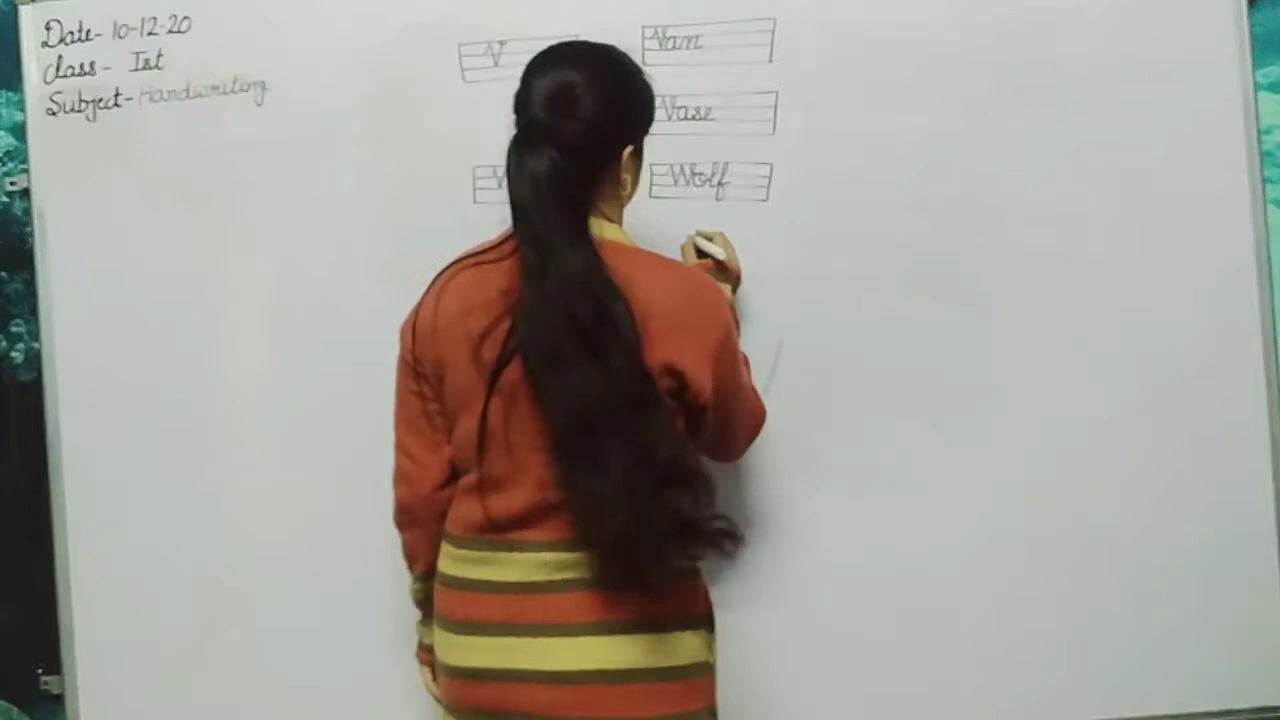 Date- 10-12-20
Class- Ist
Subject- Handwriting
V Van
Vase
Wolf